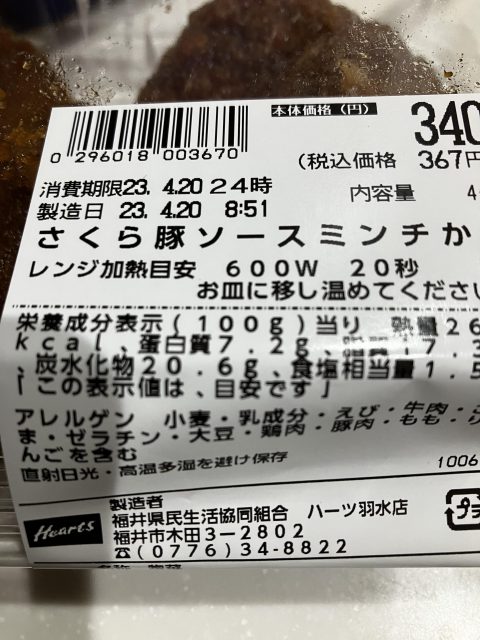 本体価格(円) 340
0 296018 003670
(税込価格 367円
消費期限23. 4.20 24時
内容量
製造日 23. 4.20 8:51
さくら豚ソースミンチか
レンジ加熱目安 600W 20秒
お皿に移し温めてください
栄養成分表示(100g)当り 熱量26
kcal、蛋白質7.2g、脂質17.3
、炭水化物20.6g、食塩相当量1.5
「この表示値は、目安です」
アレルゲン 小麦・乳成分・えび・牛肉・ご
ま・ゼラチン・大豆・鶏肉・豚肉・もも・り
んごを含む
直射日光・高温多湿を避け保存
1006
Hearts
製造者
福井県民生活協同組合 ハーツ羽水店
福井市木田3-2802
☎(0776)34-8822
プラ